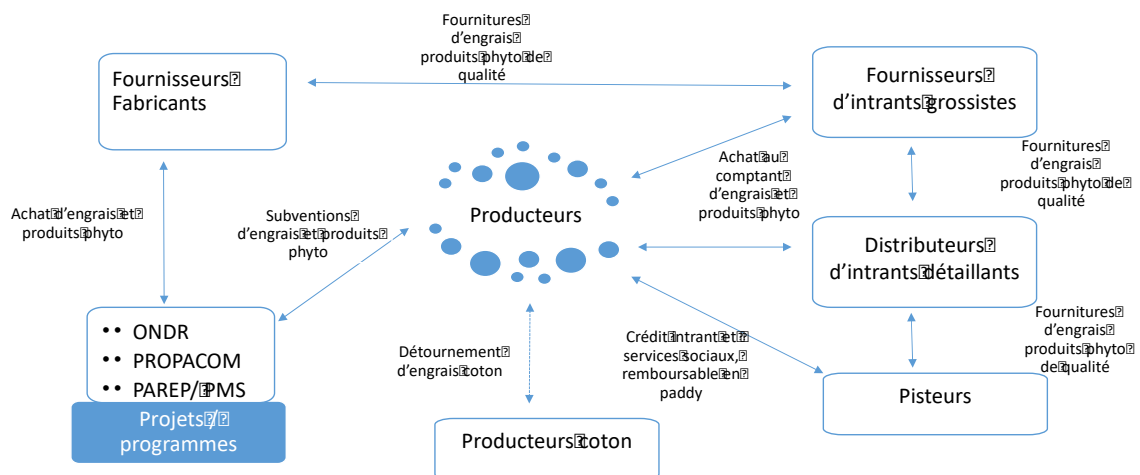 Fournitures
d'engrais
produits phyto de
qualité
Fournisseurs
Fabricants
Fournisseurs
d'intrants grossistes
Achat au
comptant
d'engrais et
produits phyto
Fournitures
d'engrais
produits phyto de
qualité
Producteurs
Achat d'engrais et
produits phyto
Subventions
d'engrais et produits
phyto
Distributeurs
d'intrants détaillants
•• ONDR
•• PROPACOM
•• PAREP/ PMS
Projets /
programmes
Détournement
d'engrais coton
Crédit intrant et
services sociaux,
remboursable en
paddy
Fournitures
d'engrais
produits phyto
de qualité
Pisteurs
Producteurs coton